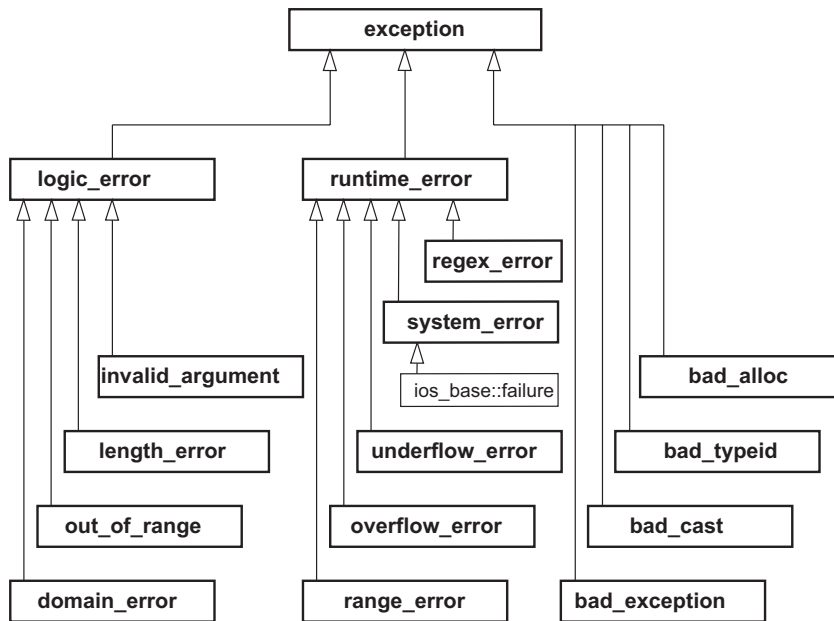 exception
logic_error
runtime_error
regex_error
system_error
invalid_argument
ios_base::failure
bad_alloc
length_error
underflow_error
bad_typeid
out_of_range
overflow_error
bad_cast
domain_error
range_error
bad_exception